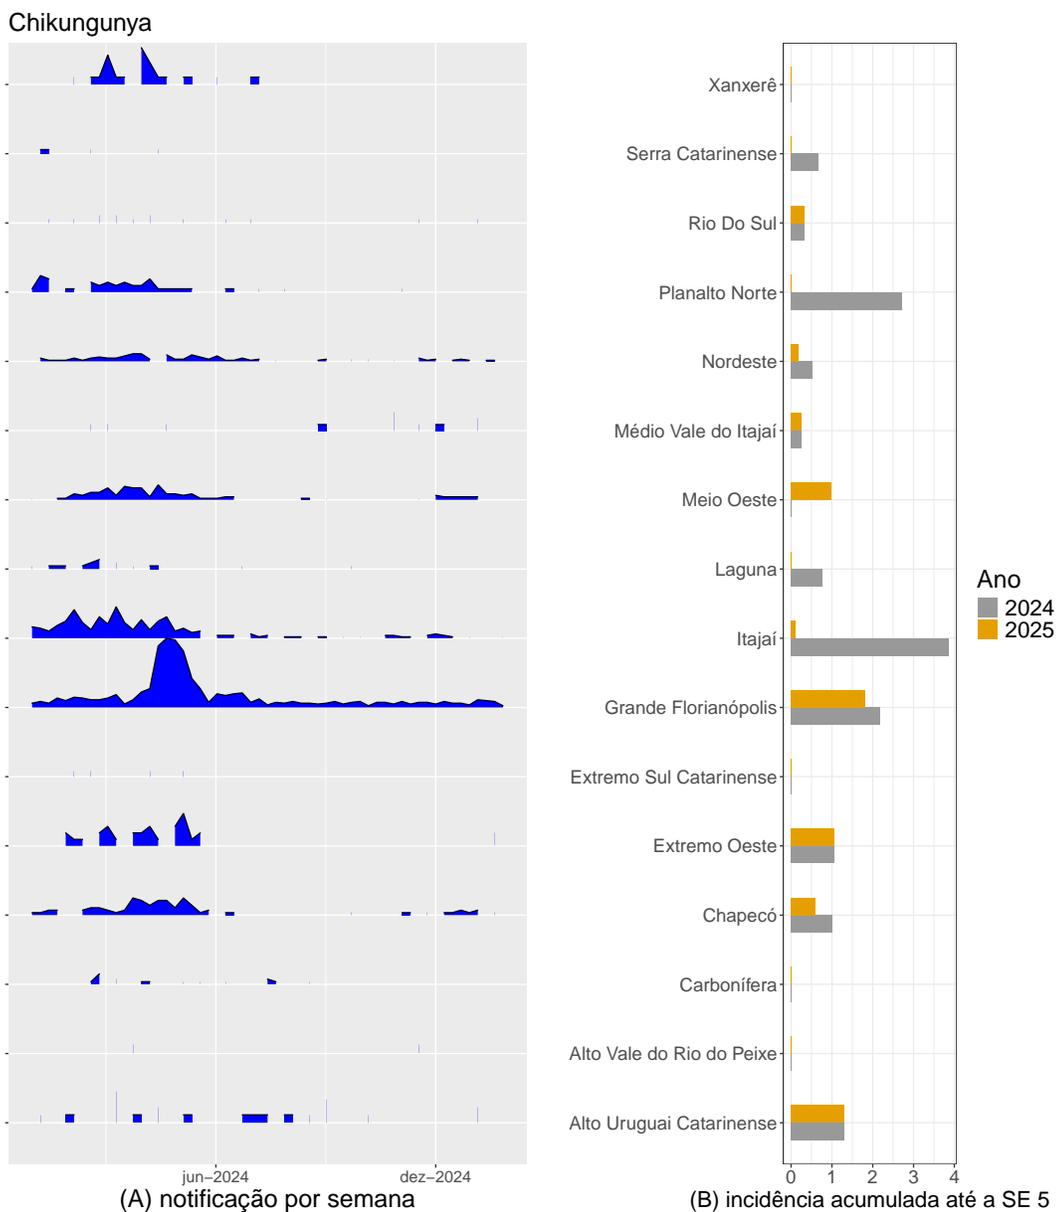 Chikungunya
Xanxerê
Serra Catarinense
Rio Do Sul
Planalto Norte
Nordeste
Médio Vale do Itajaí
Meio Oeste
Laguna
Itajaí
Grande Florianópolis
Extremo Sul Catarinense
Extremo Oeste
Chapecó
Carbonífera
Alto Vale do Rio do Peixe
Alto Uruguai Catarinense
Ano
2024
2025
jun−2024 dez−2024
0 1 2 3 4
(A) notificação por semana
(B) incidência acumulada até a SE 5